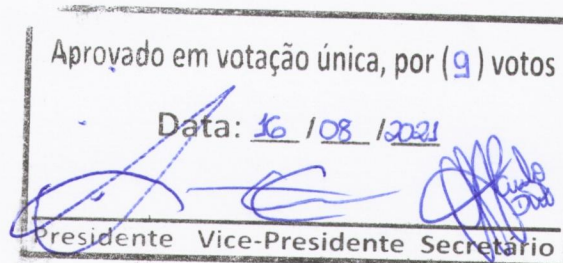 Aprovado em votação única, por (9) votos
Data: 16 / 08 / 2021
Presidente Vice-Presidente Secretário